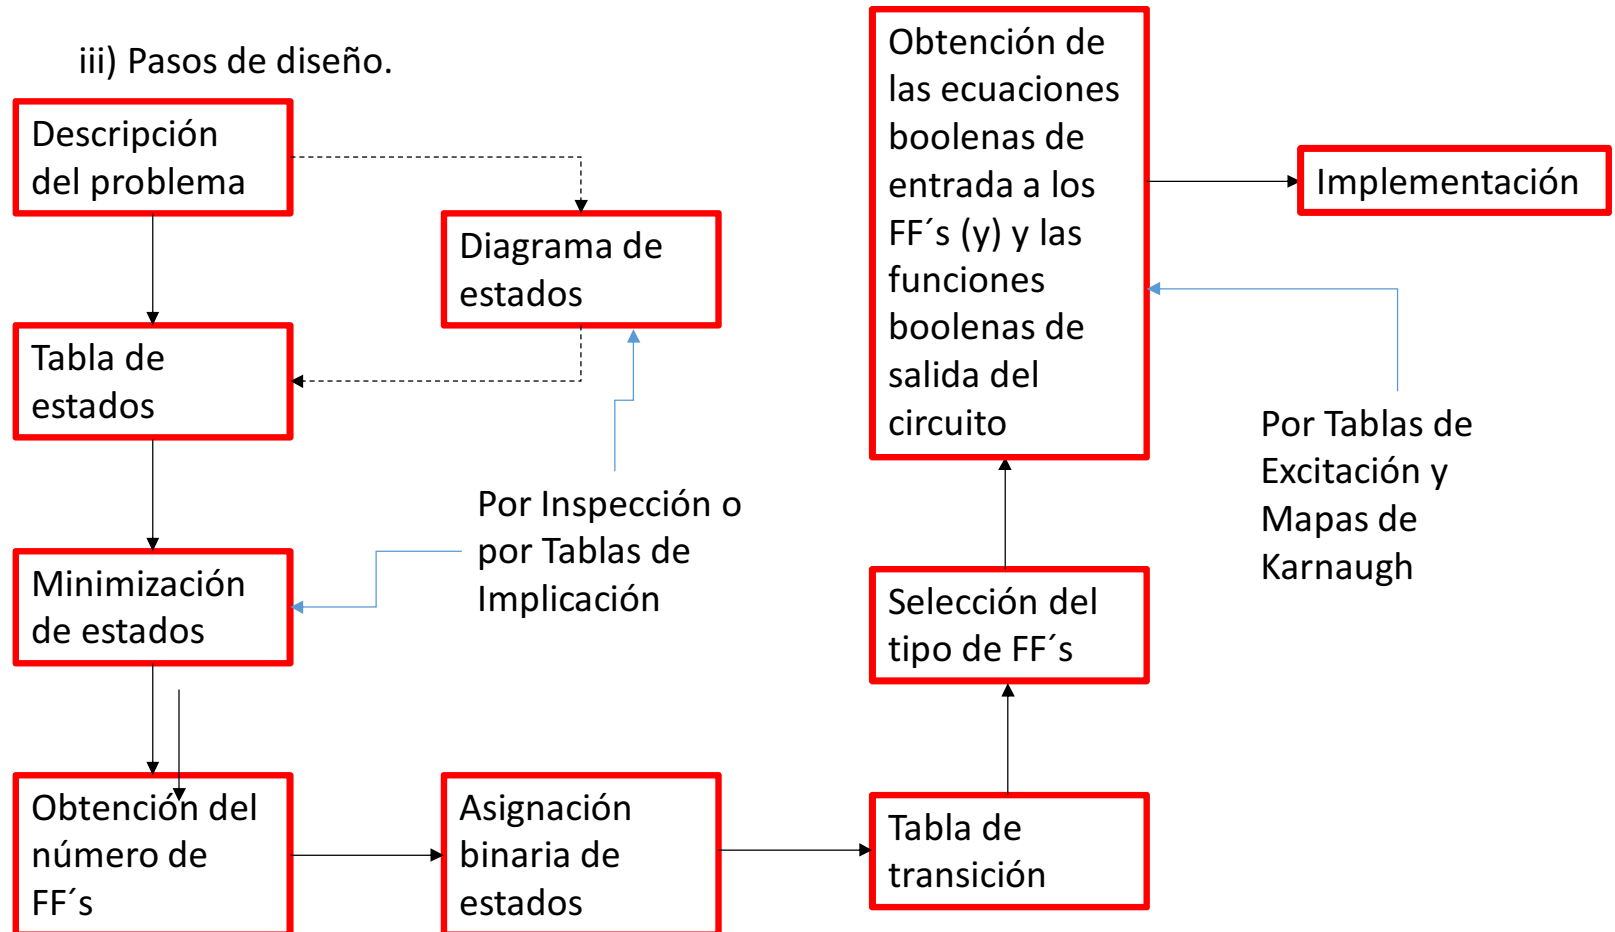 iii) Pasos de diseño.
Descripción
del problema
Diagrama de
estados
Tabla de
estados
Por Inspección o
por Tablas de
Implicación
Minimización
de estados
Obtención del
número de
FF´s
Asignación
binaria de
estados
Tabla de
transición
Selección del
tipo de FF´s
Obtención de
las ecuaciones
boolenas de
entrada a los
FF´s (y) y las
funciones
boolenas de
salida del
circuito
Por Tablas de
Excitación y
Mapas de
Karnaugh
Implementación